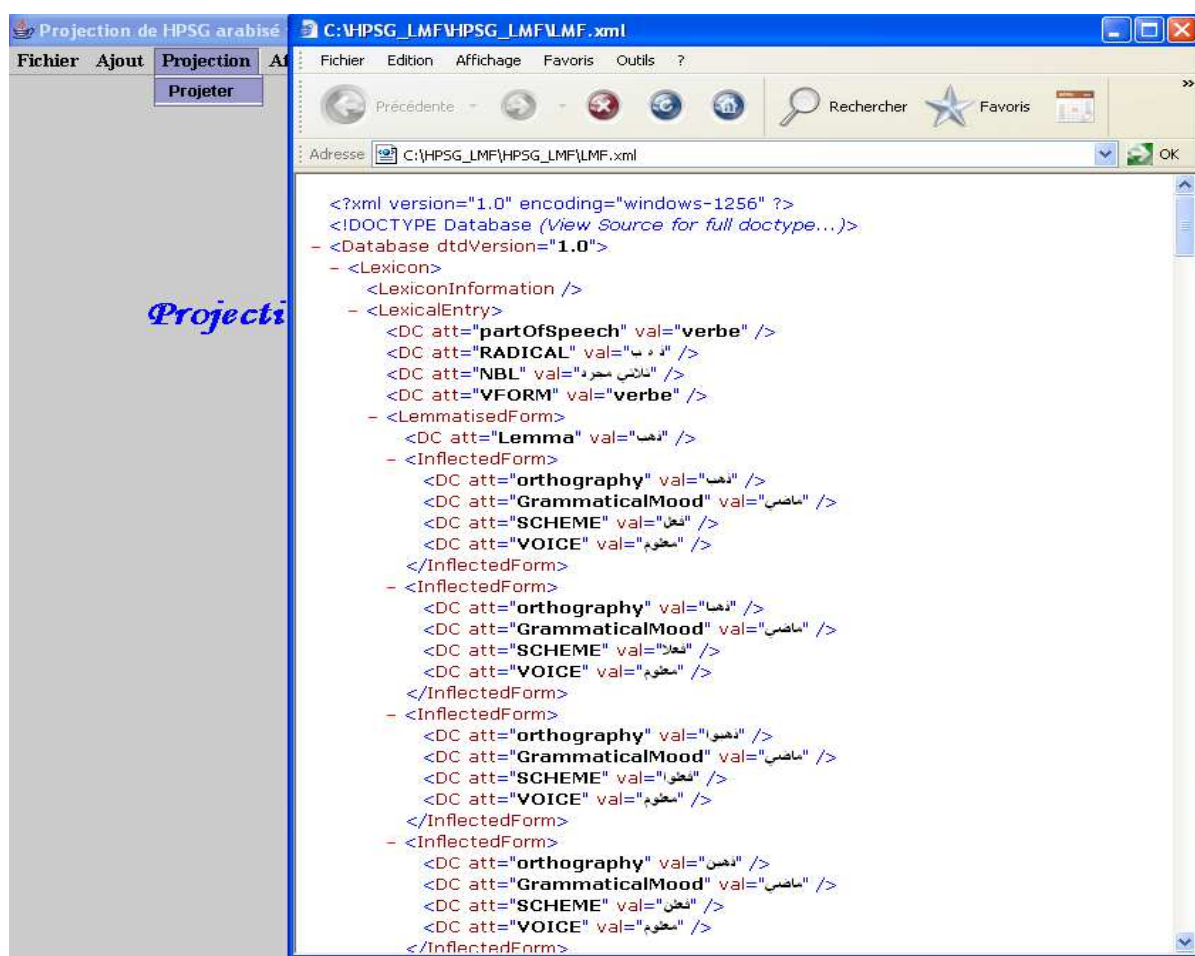 Projection de HPSG arabisé
Fichier Ajout Projection Af
Projeter
Projecti
C:\HPSG_LMF\HPSG_LMF\LMF.xml
Fichier Edition Affichage Favoris Outils ?
Précédente Rechercher Favoris »
Adresse C:\HPSG_LMF\HPSG_LMF\LMF.xml OK
<?xml version="1.0" encoding="windows-1256" ?>
<!DOCTYPE Database (View Source for full doctype...)>
- <Database dtdVersion="1.0">
- <Lexicon>
<LexiconInformation />
- <LexicalEntry>
<DC att="partOfSpeech" val="verbe" />
<DC att="RADICAL" val="ذ ه ب" />
<DC att="NBL" val="ثلاثي مجرد" />
<DC att="VFORM" val="verbe" />
- <LemmatisedForm>
<DC att="Lemma" val="ذهب" />
- <InflectedForm>
<DC att="orthography" val="ذهب" />
<DC att="GrammaticalMood" val="ماضي" />
<DC att="SCHEME" val="فعل" />
<DC att="VOICE" val="معلوم" />
</InflectedForm>
- <InflectedForm>
<DC att="orthography" val="ذهبا" />
<DC att="GrammaticalMood" val="ماضي" />
<DC att="SCHEME" val="فعلا" />
<DC att="VOICE" val="معلوم" />
</InflectedForm>
- <InflectedForm>
<DC att="orthography" val="ذهبوا" />
<DC att="GrammaticalMood" val="ماضي" />
<DC att="SCHEME" val="فعلوا" />
<DC att="VOICE" val="معلوم" />
</InflectedForm>
- <InflectedForm>
<DC att="orthography" val="ذهبن" />
<DC att="GrammaticalMood" val="ماضي" />
<DC att="SCHEME" val="فعلن" />
<DC att="VOICE" val="معلوم" />
</InflectedForm>